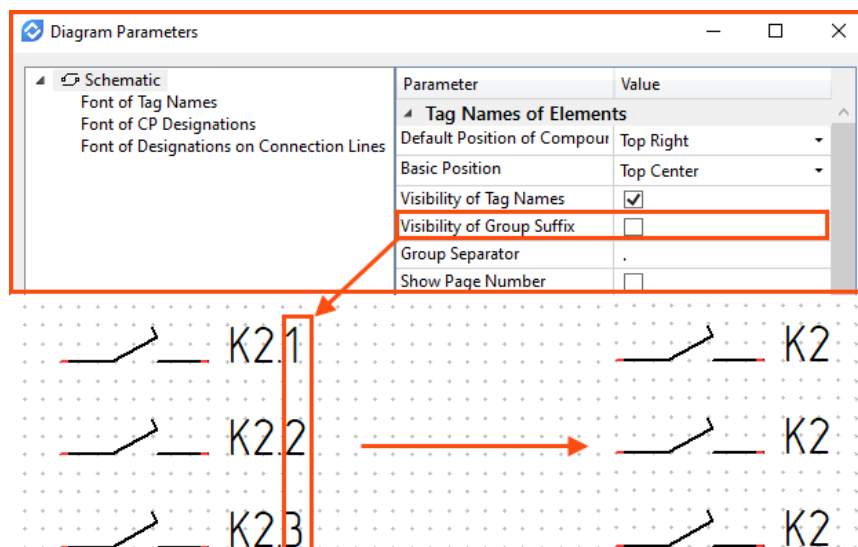 Diagram Parameters
Schematic
Font of Tag Names
Font of CP Designations
Font of Designations on Connection Lines
Parameter Value
Tag Names of Elements
Default Position of Compour Top Right
Basic Position Top Center
Visibility of Tag Names
Visibility of Group Suffix
Group Separator .
Show Page Number
K2.1 K2
K2.2 K2
K2.3 K2